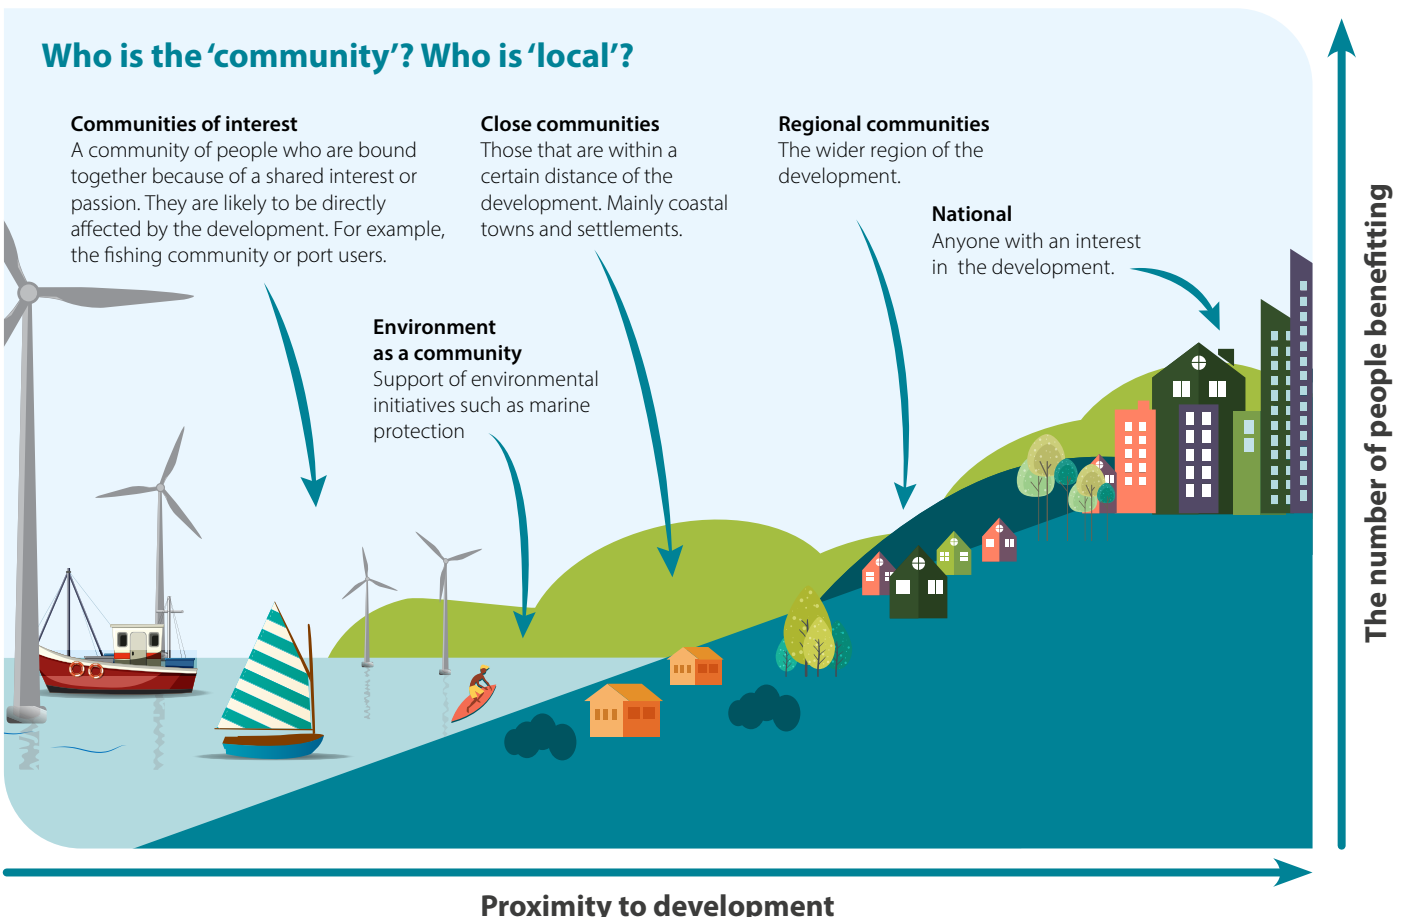 Who is the ‘community’? Who is ‘local’?
Communities of interest
A community of people who are bound
together because of a shared interest or
passion. They are likely to be directly
affected by the development. For example,
the fishing community or port users.
Close communities
Those that are within a
certain distance of the
development. Mainly coastal
towns and settlements.
Regional communities
The wider region of the
development.
National
Anyone with an interest
in  the development.
Environment
as a community
Support of environmental
initiatives such as marine
protection
The number of people benefitting
Proximity to development